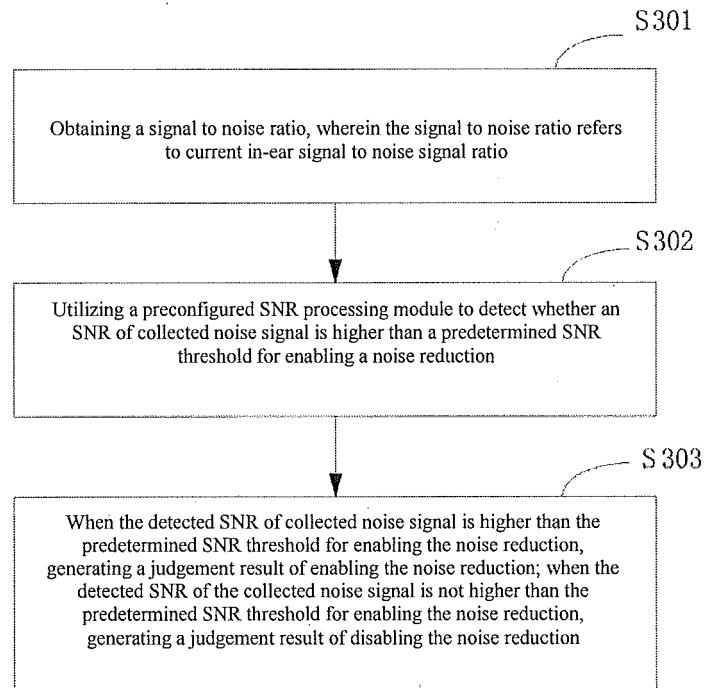 S301
Obtaining a signal to noise ratio, wherein the signal to noise ratio refers
to current in-ear signal to noise signal ratio
S302
Utilizing a preconfigured SNR processing module to detect whether an
SNR of collected noise signal is higher than a predetermined SNR
threshold for enabling a noise reduction
S303
When the detected SNR of collected noise signal is higher than the
predetermined SNR threshold for enabling the noise reduction,
generating a judgement result of enabling the noise reduction; when the
detected SNR of the collected noise signal is not higher than the
predetermined SNR threshold for enabling the noise reduction,
generating a judgement result of disabling the noise reduction